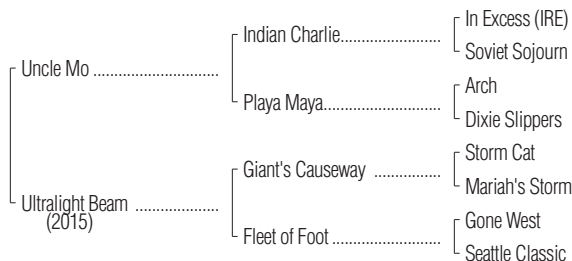 In Excess (IRE)
Indian Charlie
Soviet Sojourn
Uncle Mo
Arch
Playa Maya
Dixie Slippers
Storm Cat
Giant's Causeway
Mariah's Storm
Ultralight Beam
(2015)
Gone West
Fleet of Foot
Seattle Classic